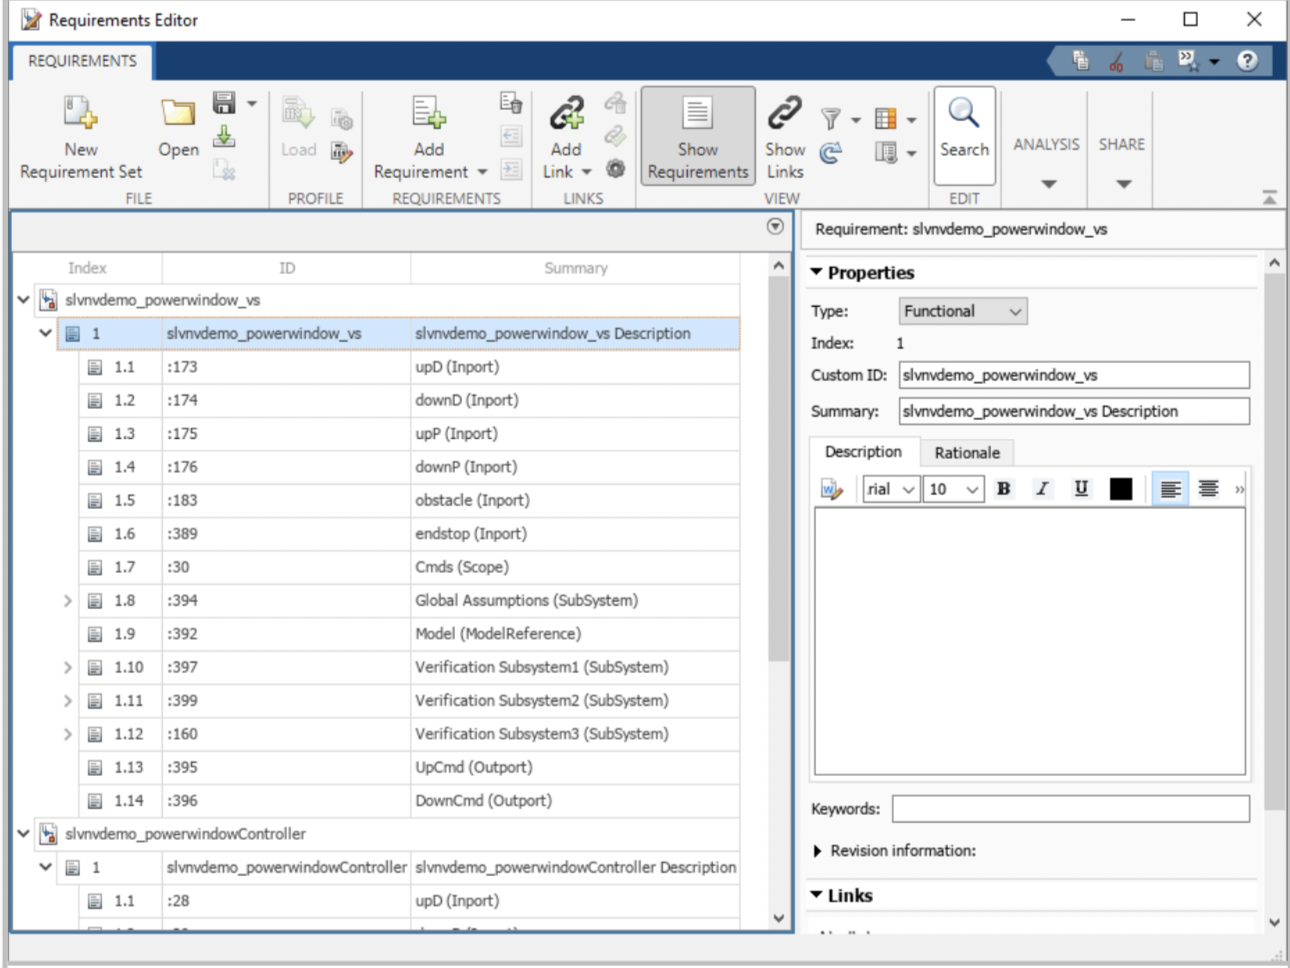 Requirements Editor
REQUIREMENTS
New
Requirement Set
Open
Load
Add
Requirement
Add
Link
Show
Requirements
Show
Links
Search
ANALYSIS
SHARE
FILE
PROFILE
REQUIREMENTS
LINKS
VIEW
EDIT
Index ID Summary
slvnvdemo_powerwindow_vs
1 slvnvdemo_powerwindow_vs slvnvdemo_powerwindow_vs Description
1.1 :173 upD (Inport)
1.2 :174 downD (Inport)
1.3 :175 upP (Inport)
1.4 :176 downP (Inport)
1.5 :183 obstacle (Inport)
1.6 :389 endstop (Inport)
1.7 :30 Cmds (Scope)
1.8 :394 Global Assumptions (SubSystem)
1.9 :392 Model (ModelReference)
1.10 :397 Verification Subsystem1 (SubSystem)
1.11 :399 Verification Subsystem2 (SubSystem)
1.12 :160 Verification Subsystem3 (SubSystem)
1.13 :395 UpCmd (Outport)
1.14 :396 DownCmd (Outport)
slvnvdemo_powerwindowController
1 slvnvdemo_powerwindowController slvnvdemo_powerwindowController Description
1.1 :28 upD (Inport)
Requirement: slvnvdemo_powerwindow_vs
Properties
Type: Functional
Index: 1
Custom ID: slvnvdemo_powerwindow_vs
Summary: slvnvdemo_powerwindow_vs Description
Description Rationale
rial 10 B I U
Keywords:
Revision information:
Links